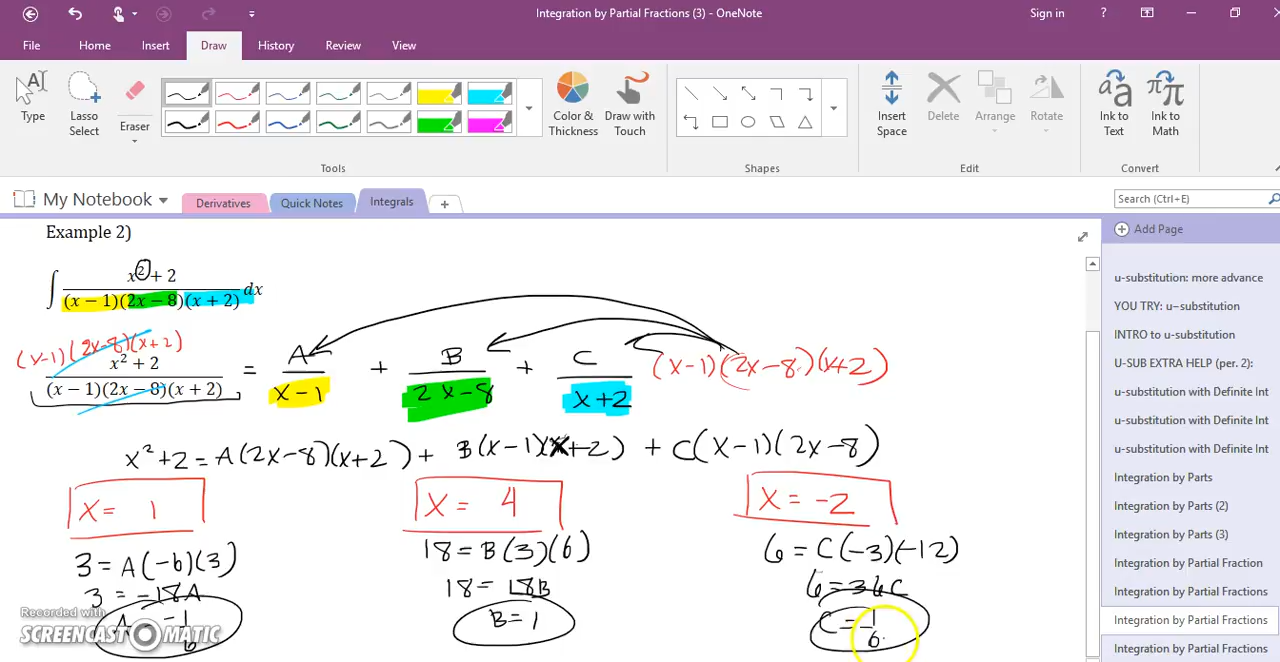 Integration by Partial Fractions (3) - OneNote
Sign in
?
File Home Insert Draw History Review View
Type
Lasso Select
Eraser
Color & Thickness
Draw with Touch
Insert Space
Delete
Arrange
Rotate
Ink to Text
Ink to Math
Tools
Shapes
Edit
Convert
My Notebook
Derivatives
Quick Notes
Integrals
+
Search (Ctrl+E)
Add Page
Example 2)
∫ (x² + 2) / ((x − 1)(2x − 8)(x + 2)) dx
(x-1)(2x-8)(x+2)
(x² + 2) / ((x − 1)(2x − 8)(x + 2)) = A/(x-1) + B/(2x-8) + C/(x+2) (x-1)(2x-8)(x+2)
x²+2 = A(2x-8)(x+2) + B(x-1)(x+2) + C(x-1)(2x-8)
x = 1 x = 4 x = -2
3 = A(-6)(3) 18 = B(3)(6) 6 = C(-3)(-12)
3 = -18A 18 = 18B 6 = 36C
A = -1/6 B = 1 C = 1/6
Recorded with
SCREENCAST MATIC
u-substitution: more advance
YOU TRY: u-substitution
INTRO to u-substitution
U-SUB EXTRA HELP (per. 2):
u-substitution with Definite Int
u-substitution with Definite Int
u-substitution with Definite Int
Integration by Parts
Integration by Parts (2)
Integration by Parts (3)
Integration by Partial Fraction
Integration by Partial Fractions
Integration by Partial Fractions
Integration by Partial Fractions